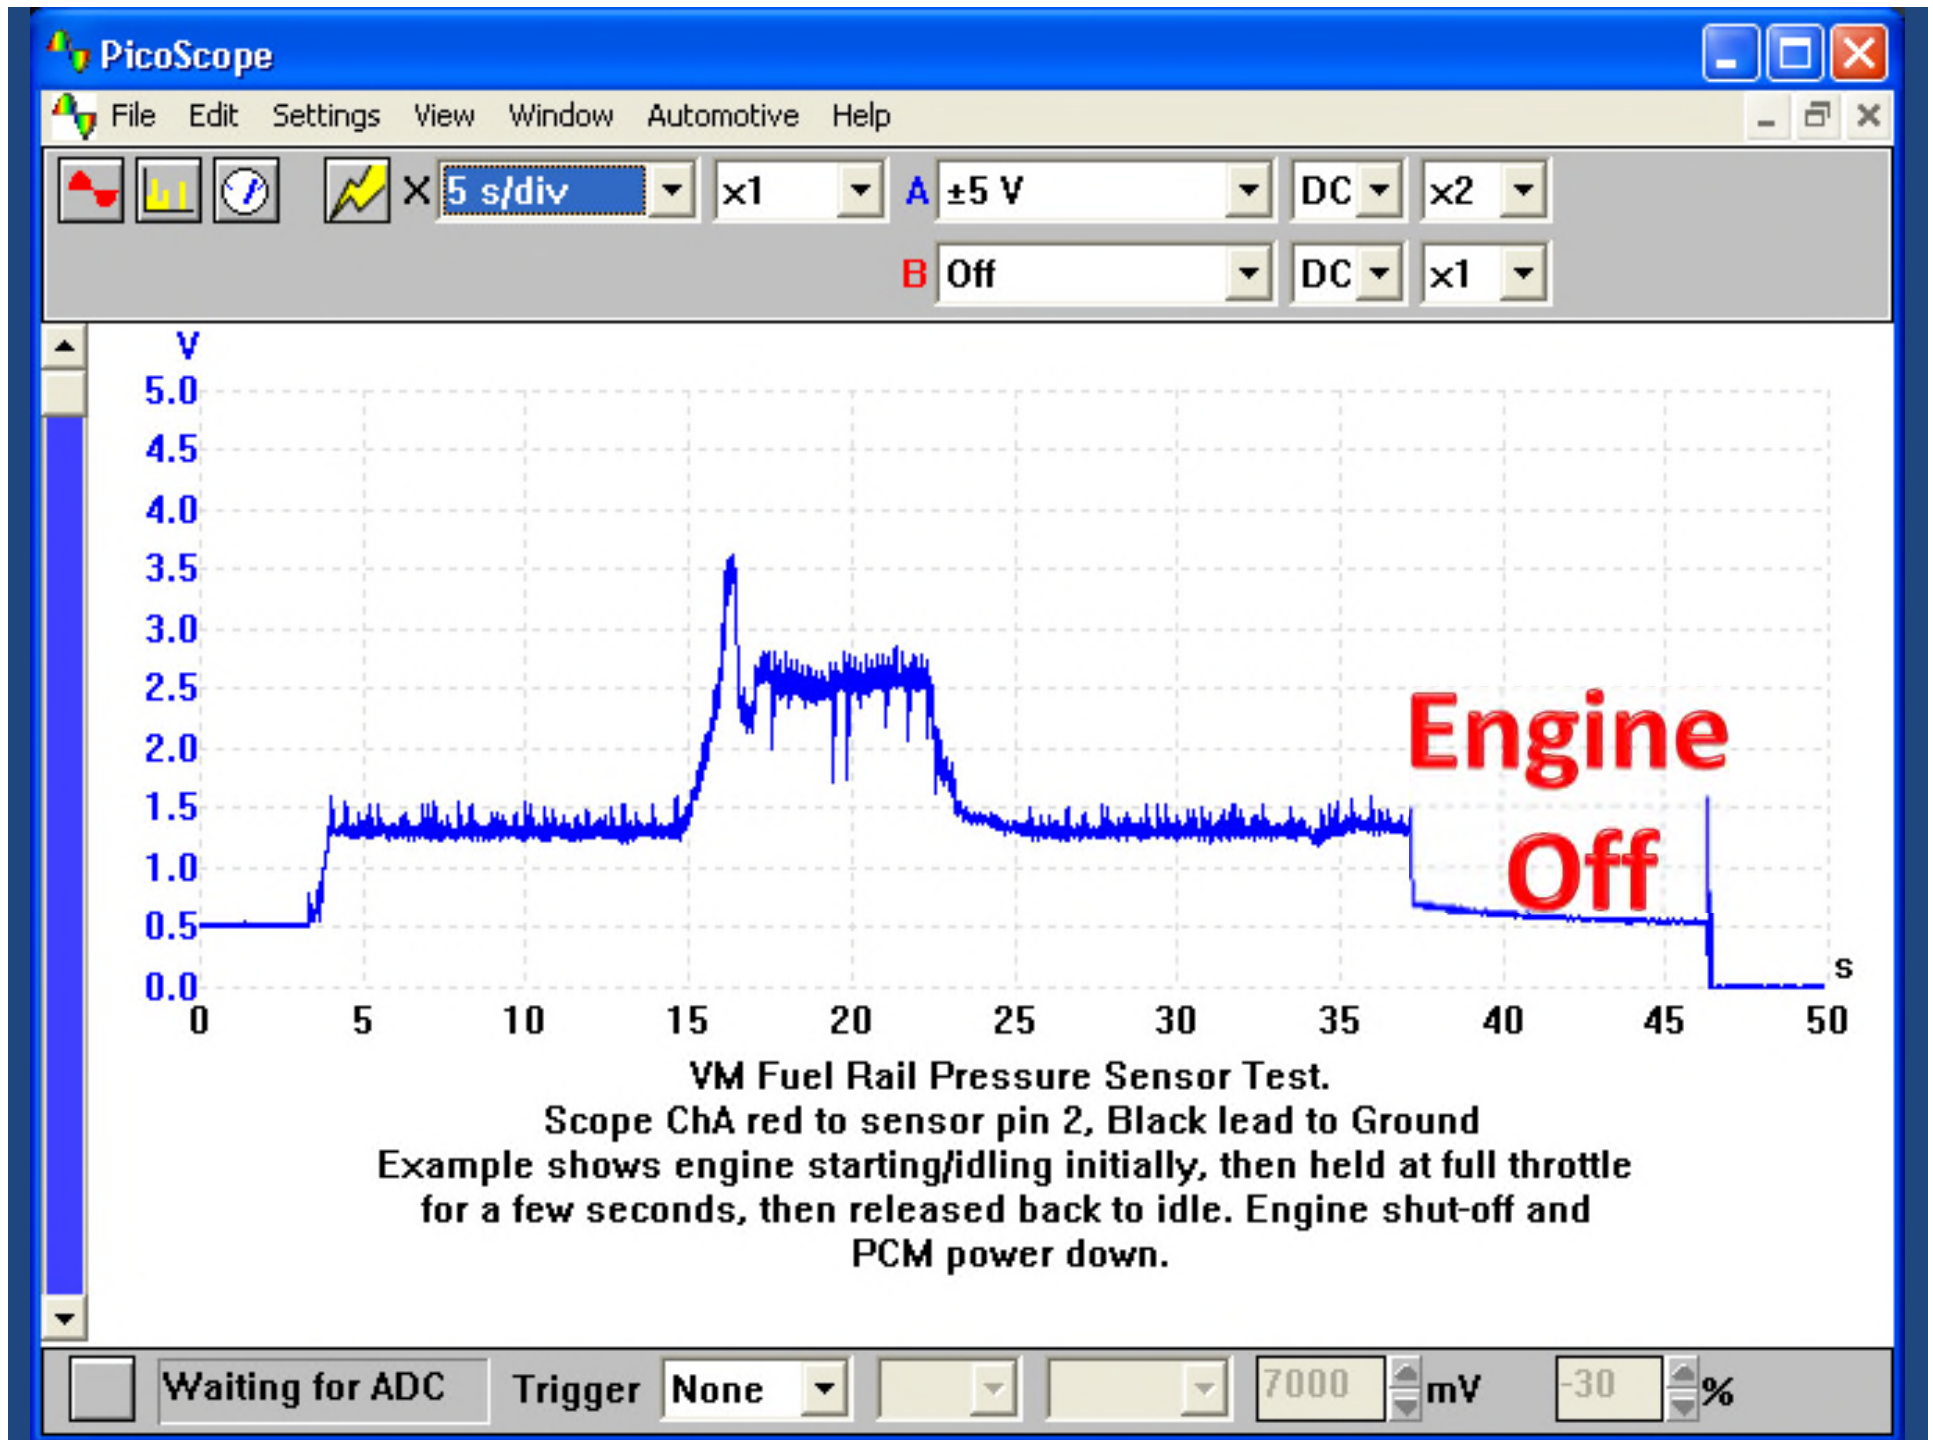 PicoScope
File Edit Settings View Window Automotive Help
X 5 s/div x1 A ±5 V DC x2
B Off DC x1
V
5.0
4.5
4.0
3.5
3.0
2.5
2.0
1.5
1.0
0.5
0.0
Engine
Off
s
0 5 10 15 20 25 30 35 40 45 50
VM Fuel Rail Pressure Sensor Test.
Scope ChA red to sensor pin 2, Black lead to Ground
Example shows engine starting/idling initially, then held at full throttle
for a few seconds, then released back to idle. Engine shut-off and
PCM power down.
Waiting for ADC Trigger None 7000 mV -30 %